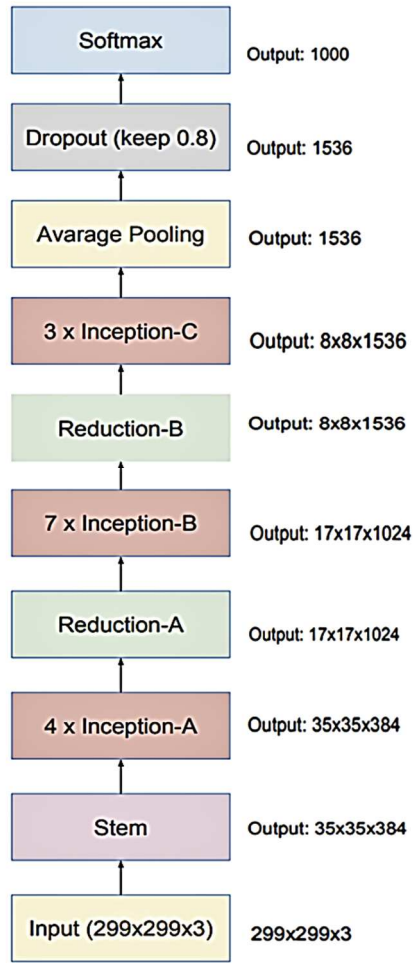 Softmax
Output: 1000
Dropout (keep 0.8)
Output: 1536
Avarage Pooling
Output: 1536
3 x Inception-C
Output: 8x8x1536
Reduction-B
Output: 8x8x1536
7 x Inception-B
Output: 17x17x1024
Reduction-A
Output: 17x17x1024
4 x Inception-A
Output: 35x35x384
Stem
Output: 35x35x384
Input (299x299x3)
299x299x3